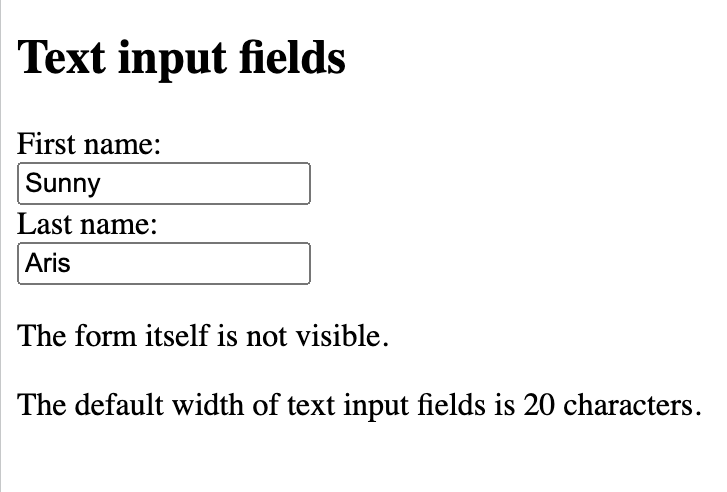 Text input fields
First name:
Sunny
Last name:
Aris
The form itself is not visible.
The default width of text input fields is 20 characters.